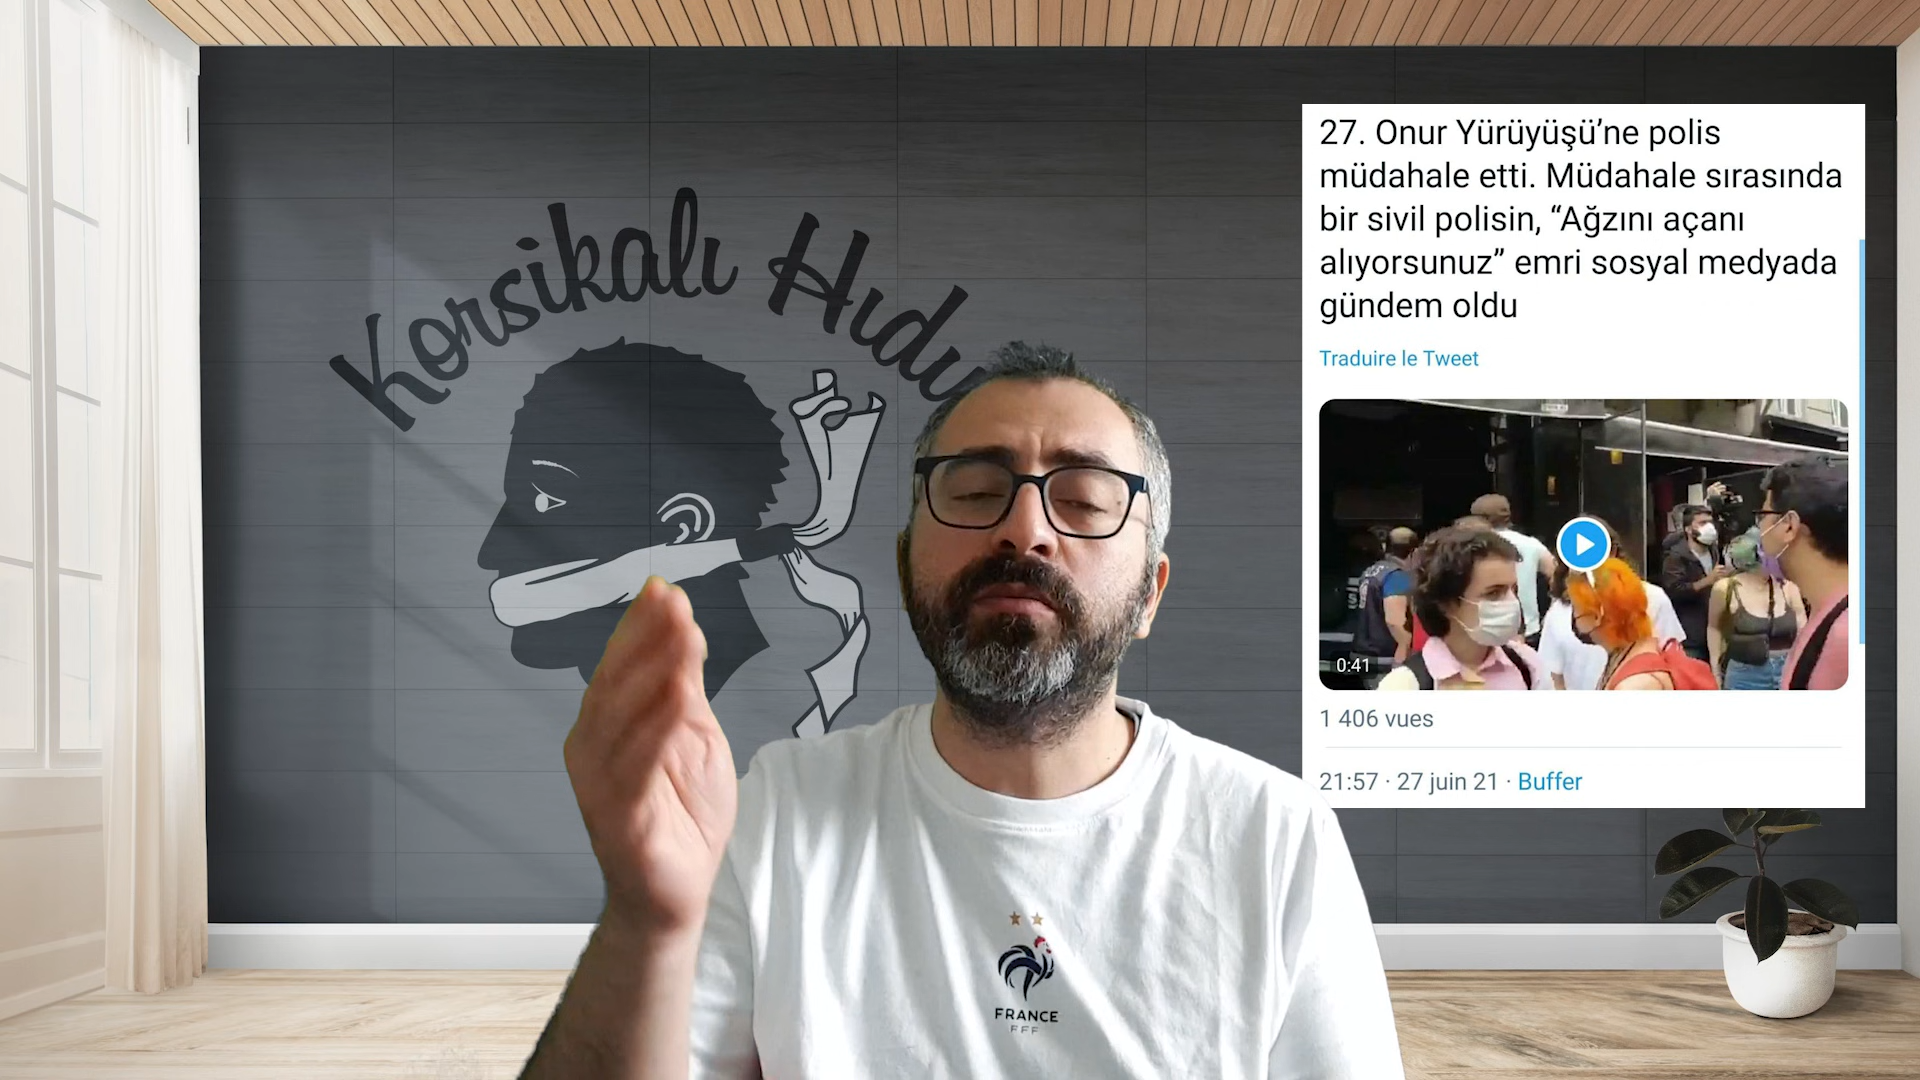 Korsikalı Hıdı
27. Onur Yürüyüşü’ne polis
müdahale etti. Müdahale sırasında
bir sivil polisin, “Ağzını açanı
alıyorsunuz” emri sosyal medyada
gündem oldu
Traduire le Tweet
0:41
1 406 vues
21:57 · 27 juin 21 · Buffer
FRANCE
FFF